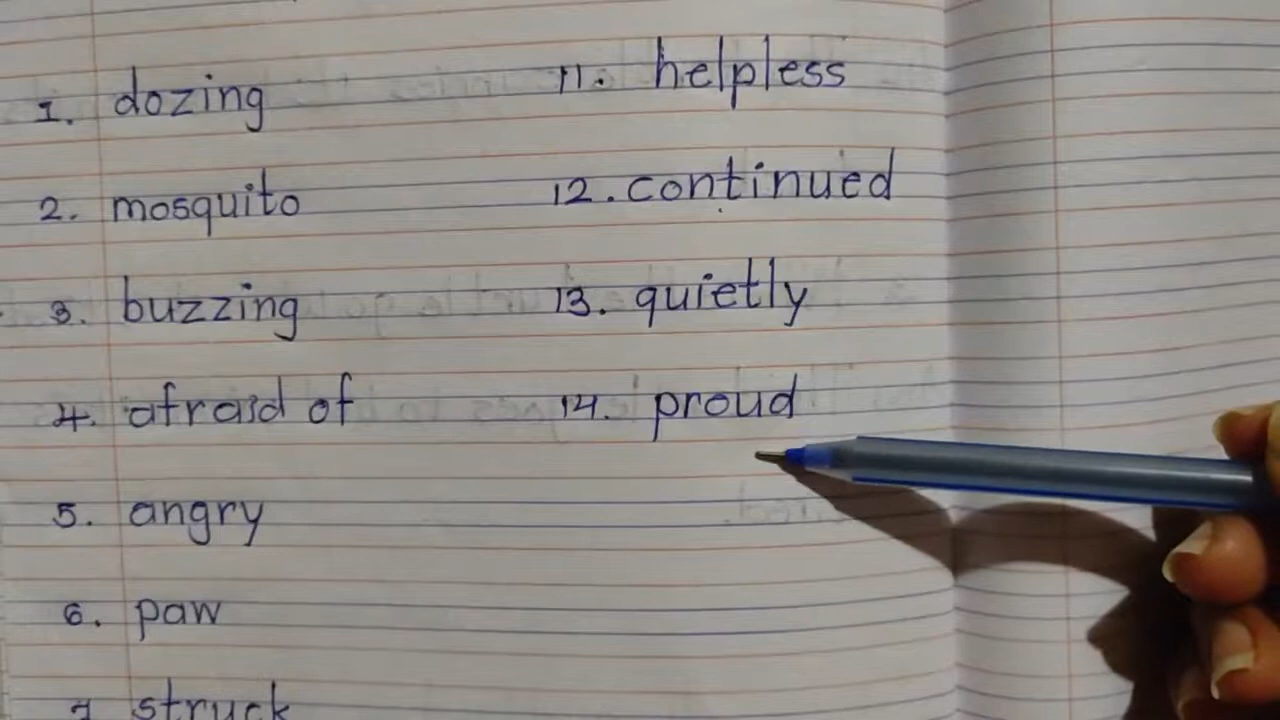 1. dozing
2. mosquito
3. buzzing
4. afraid of
5. angry
6. paw
7. struck
11. helpless
12. continued
13. quietly
14. proud